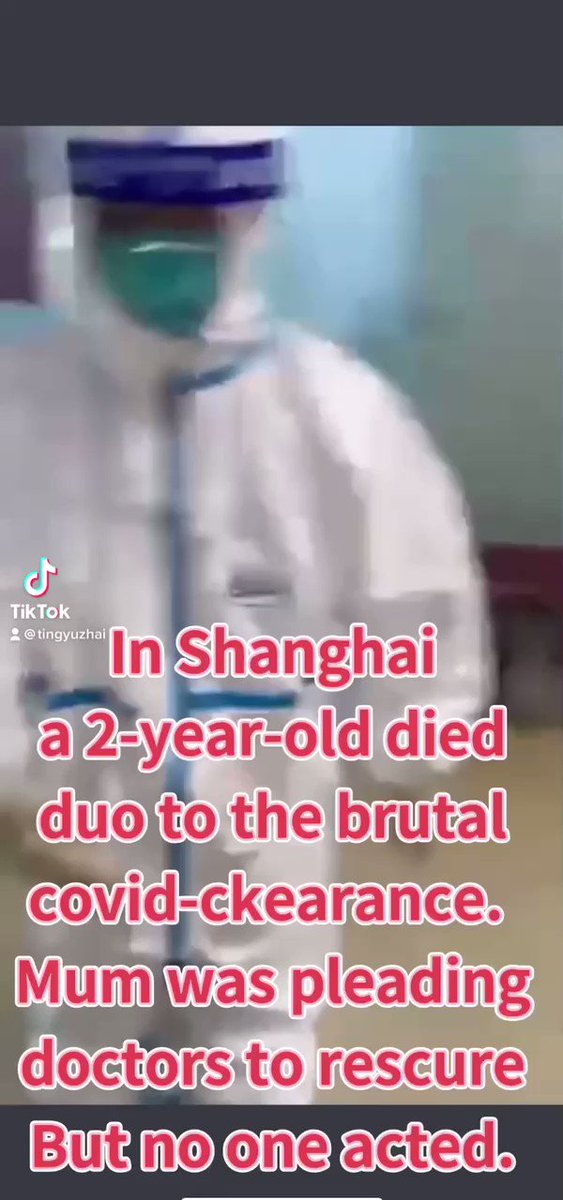 TikTok
@tingyuzhai
In Shanghai
a 2-year-old died
duo to the brutal
covid-ckearance.
Mum was pleading
doctors to rescure
But no one acted.